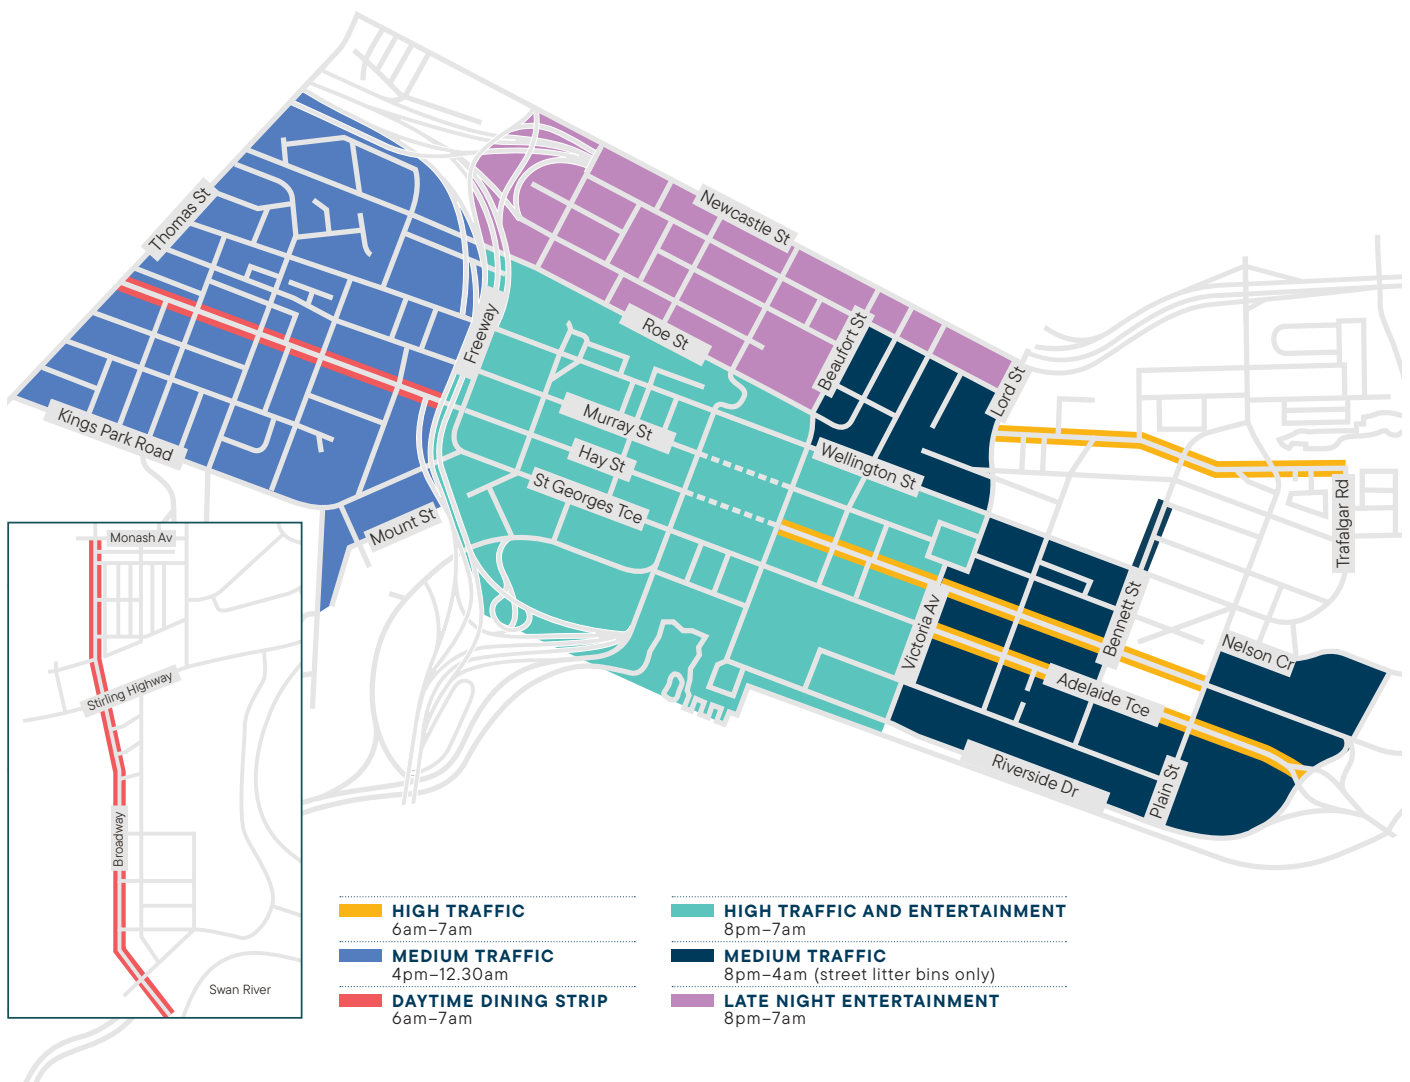 Newcastle St
Thomas St
Freeway
Roe St
Beaufort St
Lord St
Kings Park Road
Murray St
Hay St
St Georges Tce
Wellington St
Mount St
Trafalgar Rd
Monash Av
Stirling Highway
Broadway
Swan River
Victoria Av
Bennett St
Nelson Cr
Adelaide Tce
Riverside Dr
Plain St
HIGH TRAFFIC
6am–7am
MEDIUM TRAFFIC
4pm–12.30am
DAYTIME DINING STRIP
6am–7am
HIGH TRAFFIC AND ENTERTAINMENT
8pm–7am
MEDIUM TRAFFIC
8pm–4am (street litter bins only)
LATE NIGHT ENTERTAINMENT
8pm–7am